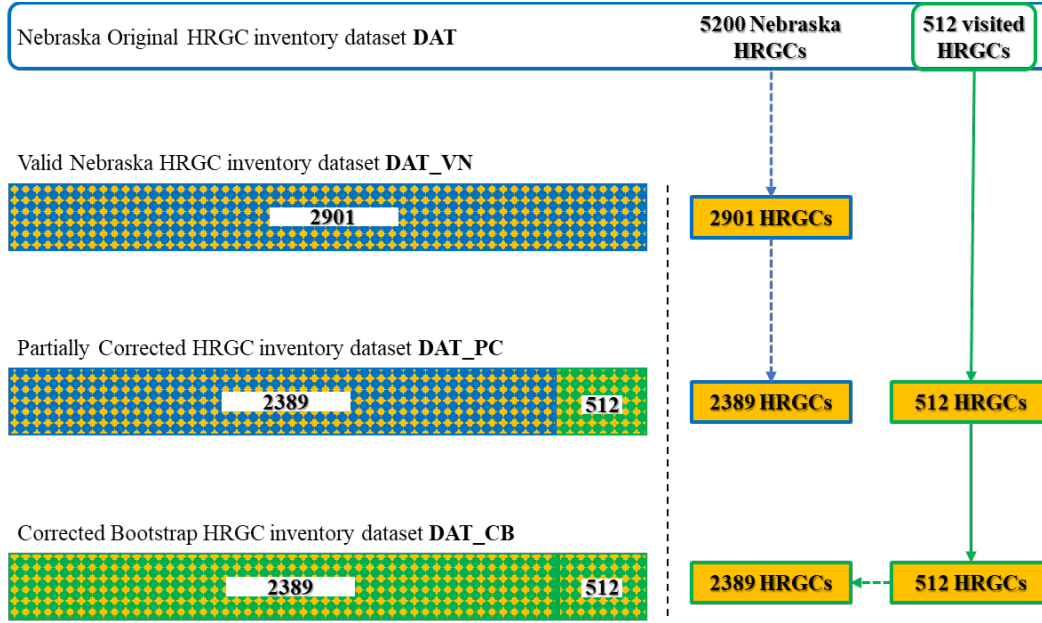 Nebraska Original HRGC inventory dataset DAT
5200 Nebraska
HRGCs
512 visited
HRGCs
Valid Nebraska HRGC inventory dataset DAT_VN
2901
2901 HRGCs
Partially Corrected HRGC inventory dataset DAT_PC
2389
512
2389 HRGCs
512 HRGCs
Corrected Bootstrap HRGC inventory dataset DAT_CB
2389
512
2389 HRGCs
512 HRGCs